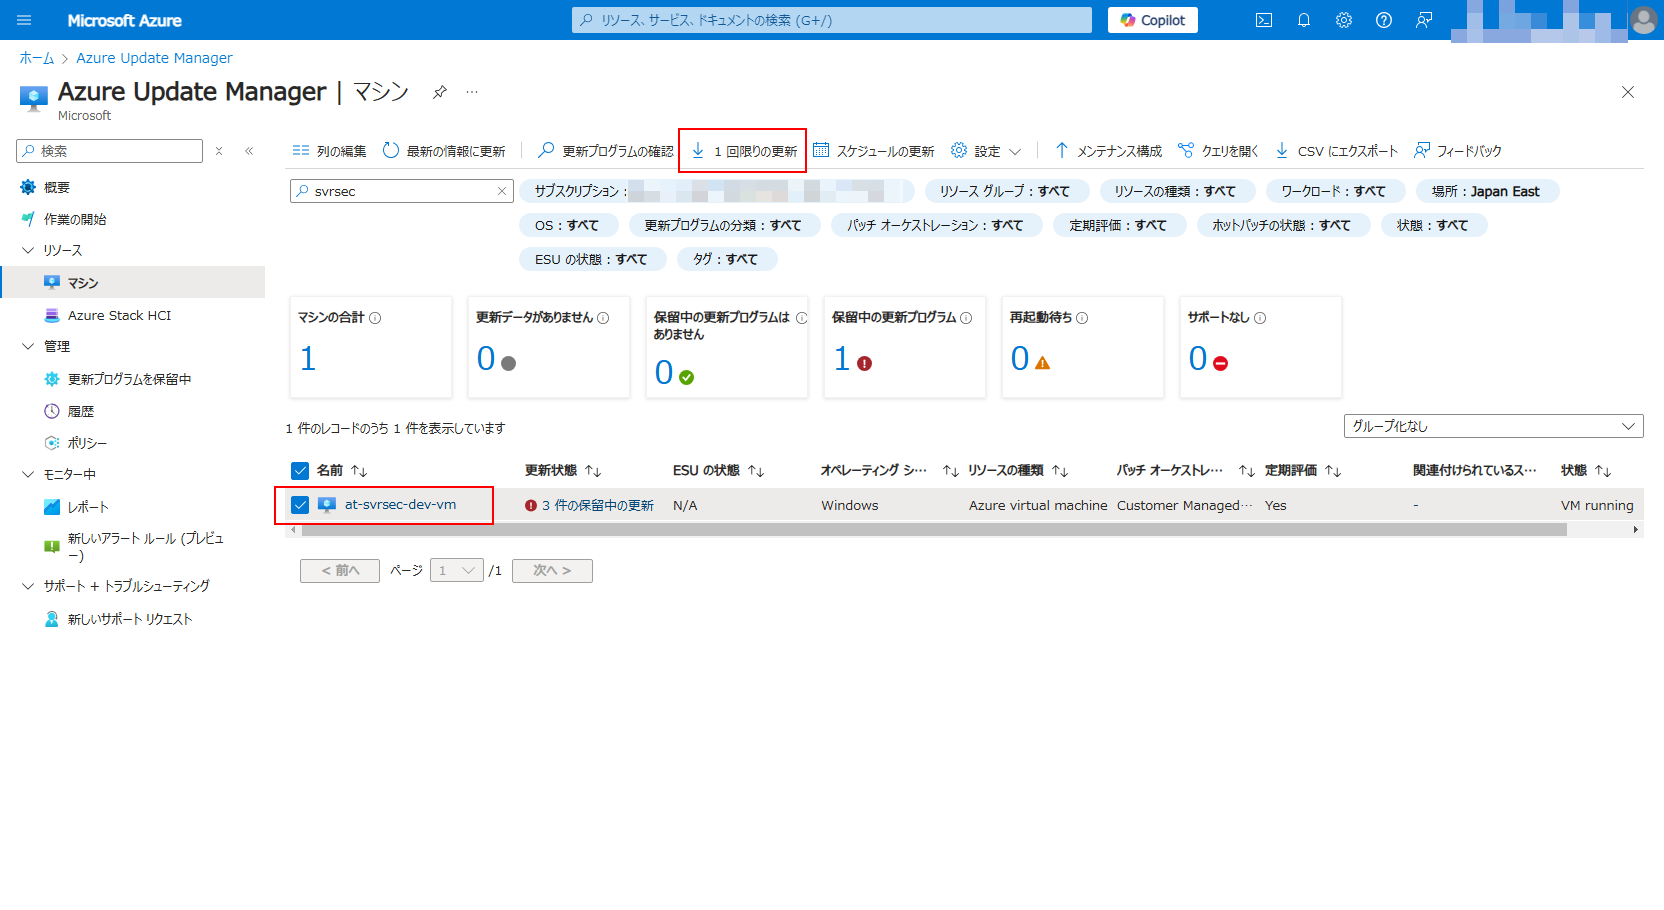 Microsoft Azure
リソース、サービス、ドキュメントの検索 (G+/)
Copilot
ホーム > Azure Update Manager
Azure Update Manager | マシン
Microsoft
検索
列の編集 最新の情報に更新 更新プログラムの確認 1 回限りの更新 スケジュールの更新 設定 メンテナンス構成 クエリを開く CSV にエクスポート フィードバック
概要
作業の開始
リソース
マシン
Azure Stack HCI
管理
更新プログラムを保留中
履歴
ポリシー
モニター中
レポート
新しいアラート ルール (プレビュ
ー)
サポート + トラブルシューティング
新しいサポート リクエスト
svrsec
サブスクリプション : リソース グループ : すべて リソースの種類 : すべて ワークロード : すべて 場所 : Japan East
OS : すべて 更新プログラムの分類 : すべて パッチ オーケストレーション : すべて 定期評価 : すべて ホットパッチの状態 : すべて 状態 : すべて
ESU の状態 : すべて タグ : すべて
マシンの合計
1
更新データがありません
0
保留中の更新プログラムは
ありません
0
保留中の更新プログラム
1
再起動待ち
0
サポートなし
0
1 件のレコードのうち 1 件を表示しています
グループ化なし
名前 更新状態 ESU の状態 オペレーティング シ… リソースの種類 パッチ オーケストレ… 定期評価 関連付けられているス… 状態
at-svrsec-dev-vm 3 件の保留中の更新 N/A Windows Azure virtual machine Customer Managed… Yes - VM running
< 前へ ページ 1 /1 次へ >